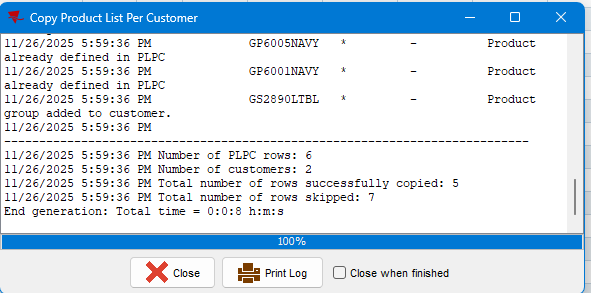 Copy Product List Per Customer
11/26/2025 5:59:36 PM GP6005NAVY * - Product
already defined in PLPC
11/26/2025 5:59:36 PM GP6001NAVY * - Product
already defined in PLPC
11/26/2025 5:59:36 PM GS2890LTBL * - Product
group added to customer.
11/26/2025 5:59:36 PM
---------------------------------------------------------------------------
11/26/2025 5:59:36 PM Number of PLPC rows: 6
11/26/2025 5:59:36 PM Number of customers: 2
11/26/2025 5:59:36 PM Total number of rows successfully copied: 5
11/26/2025 5:59:36 PM Total number of rows skipped: 7
End generation: Total time = 0:0:8 h:m:s
100%
Close Print Log Close when finished